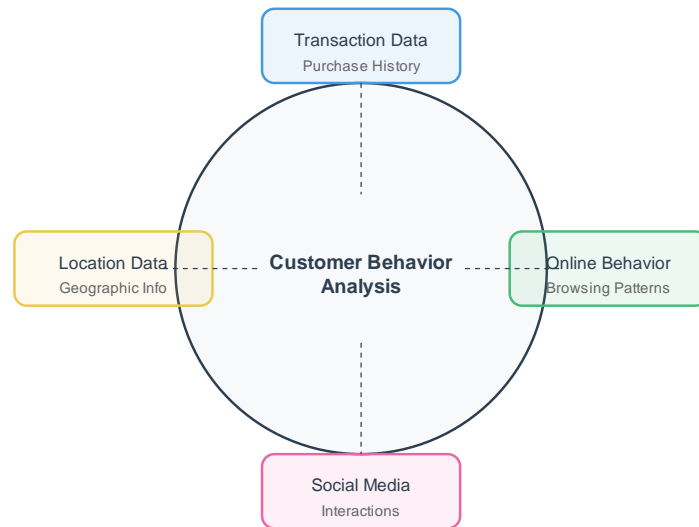 Transaction Data
Purchase History
Location Data
Geographic Info
Customer Behavior
Analysis
Online Behavior
Browsing Patterns
Social Media
Interactions